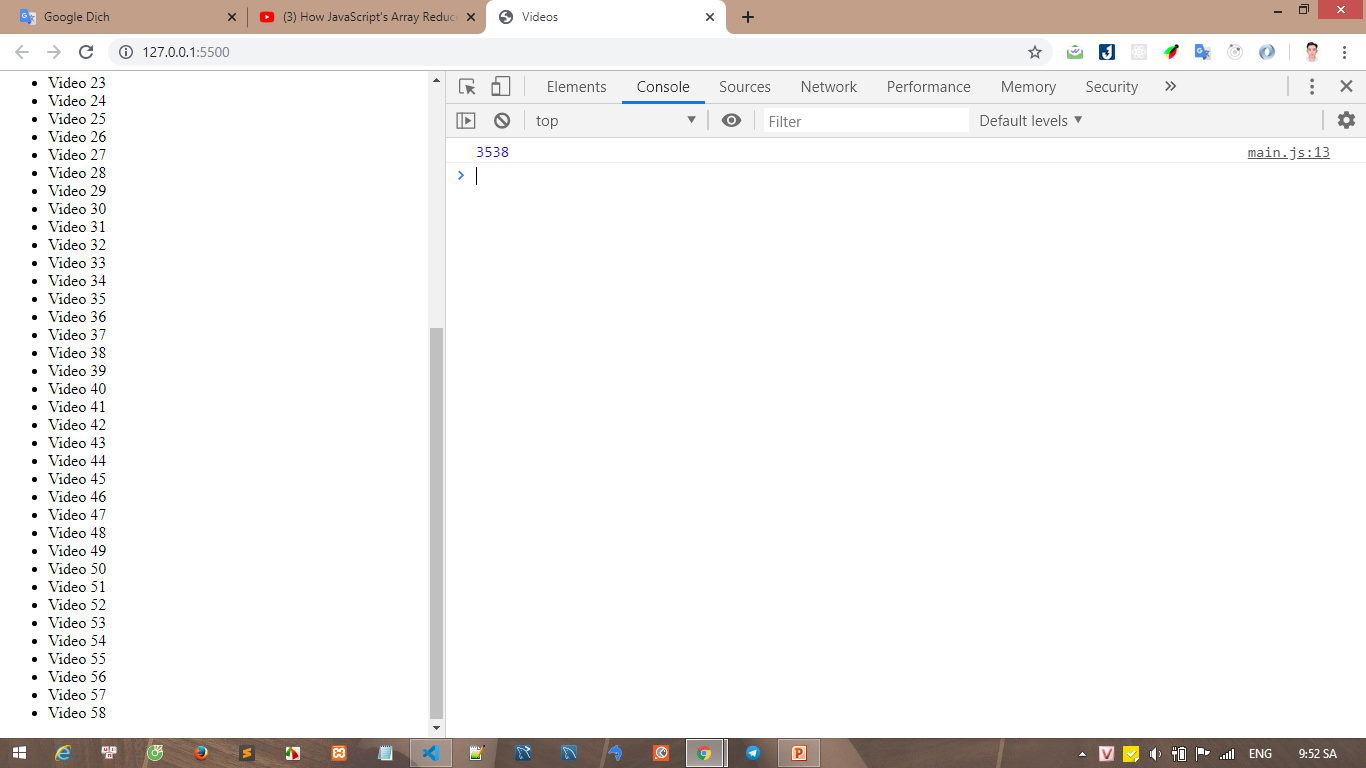 Google Dịch
(3) How JavaScript's Array Reduc
Videos
127.0.0.1:5500
Video 23
Video 24
Video 25
Video 26
Video 27
Video 28
Video 29
Video 30
Video 31
Video 32
Video 33
Video 34
Video 35
Video 36
Video 37
Video 38
Video 39
Video 40
Video 41
Video 42
Video 43
Video 44
Video 45
Video 46
Video 47
Video 48
Video 49
Video 50
Video 51
Video 52
Video 53
Video 54
Video 55
Video 56
Video 57
Video 58
Elements Console Sources Network Performance Memory Security
top Filter Default levels
3538 main.js:13
ENG 9:52 SA